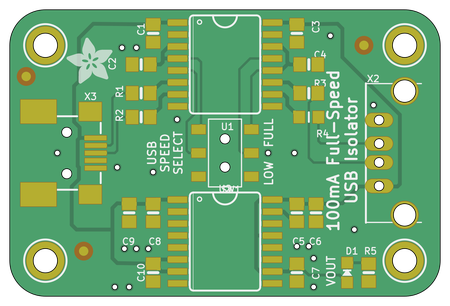 C1
C3
C2
C4
X2
R1
R3
X3
R2
R4
U1
USB
SPEED
SELECT
LOW FULL
100mA Full-Speed
USB Isolator
C9
C8
C5
C6
C10
C7
VOUT
D1
R5